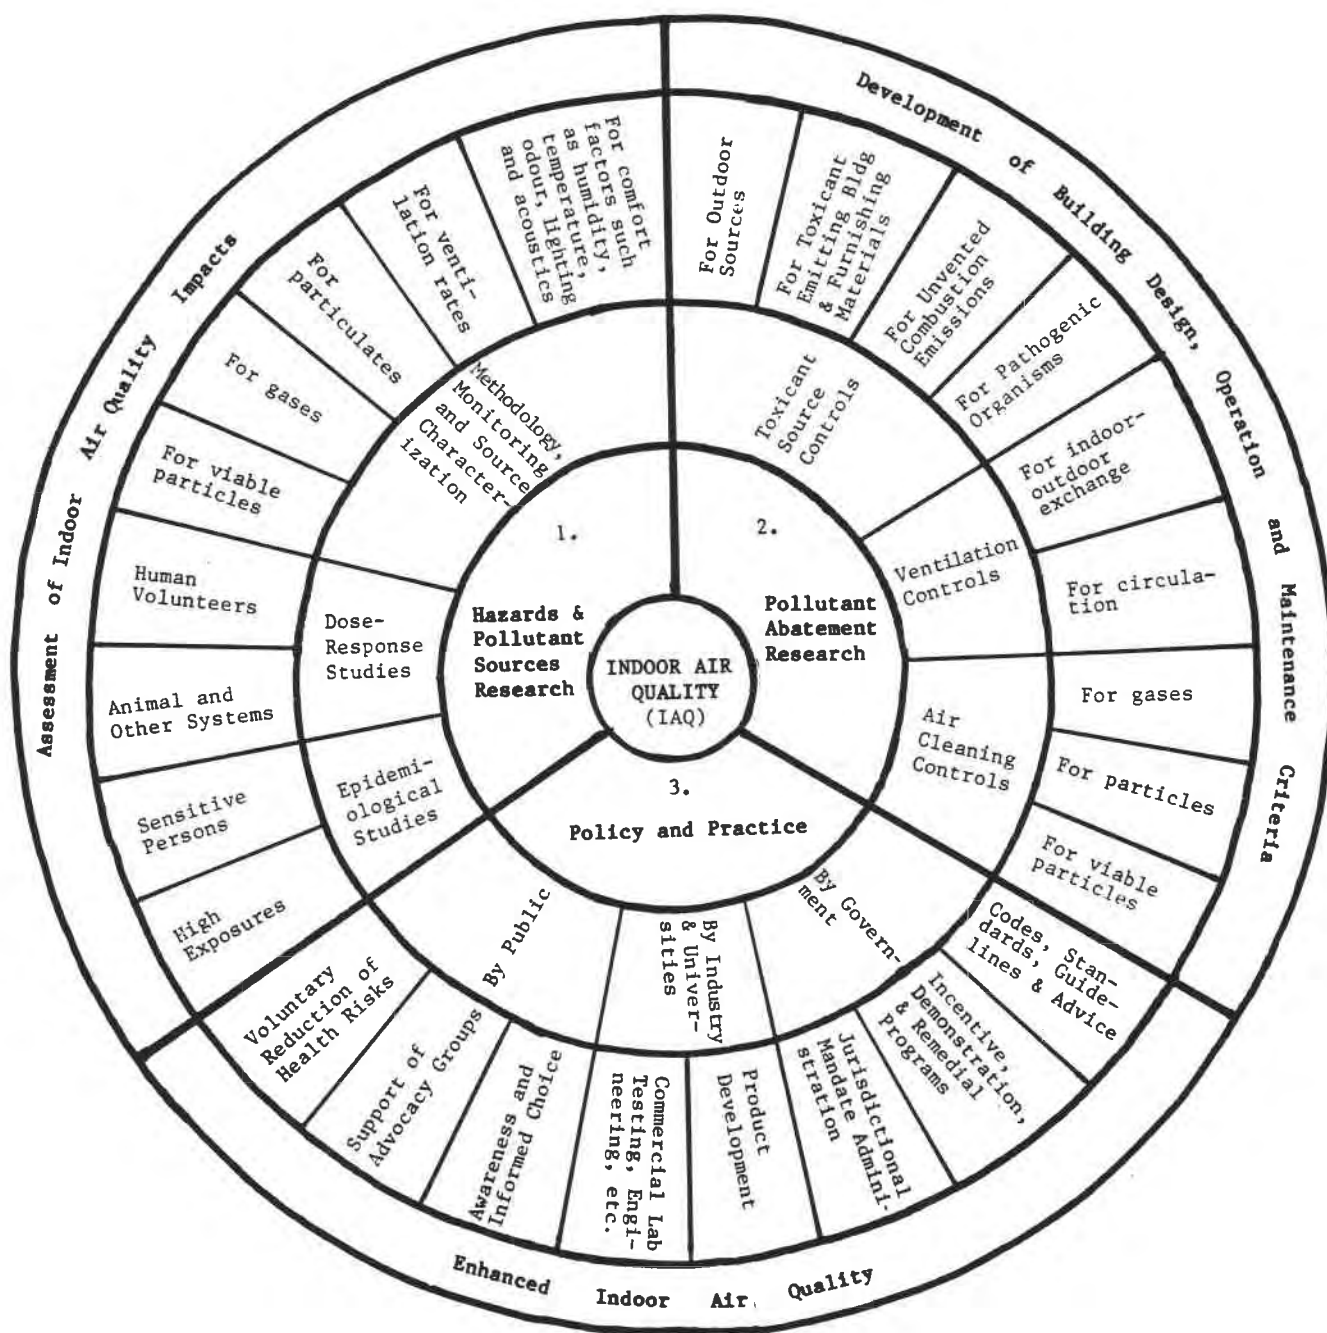 INDOOR AIR
QUALITY
(IAQ)
1.
Hazards &
Pollutant
Sources
Research
2.
Pollutant
Abatement
Research
3.
Policy and Practice
Assessment of Indoor Air Quality Impacts
Methodology,
Monitoring,
and Source
Character-
ization
For comfort
factors such
as humidity,
temperature,
odour, lighting
and acoustics
For venti-
lation rates
For
particulates
For gases
For viable
particles
Dose-
Response
Studies
Human
Volunteers
Animal and
Other Systems
Epidemi-
ological
Studies
Sensitive
Persons
High
Exposures
Development of Building Design, Operation and Maintenance Criteria
Toxicant
Source
Controls
For Outdoor
Sources
For Toxicant
Emitting Bldg
& Furnishing
Materials
For Unvented
Combustion
Emissions
For Pathogenic
Organisms
Ventilation
Controls
For indoor-
outdoor
exchange
For circula-
tion
Air
Cleaning
Controls
For gases
For particles
For viable
particles
Enhanced Indoor Air Quality
By Govern-
ment
Codes, Stan-
dards, Guide-
lines & Advice
Incentive,
Demonstration,
& Remedial
Programs
Jurisdictional
Mandate Admini-
stration
By Industry
& Univer-
sities
Product
Development
Commercial Lab
Testing, Engi-
neering, etc.
By Public
Awareness and
Informed Choice
Support of
Advocacy Groups
Voluntary
Reduction of
Health Risks